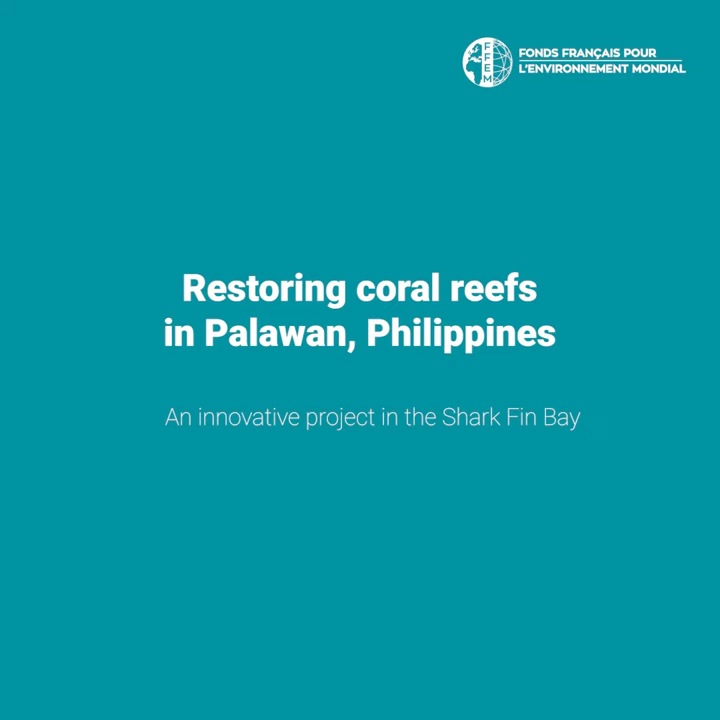 FFEM
FONDS FRANÇAIS POUR
L'ENVIRONNEMENT MONDIAL
Restoring coral reefs
in Palawan, Philippines
An innovative project in the Shark Fin Bay